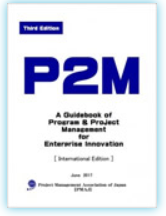 Third Edition
P2M
A Guidebook of
Program & Project
Management
for
Enterprise Innovation
[ International Edition ]
June 2017
Project Management Association of Japan
(PMAJ)